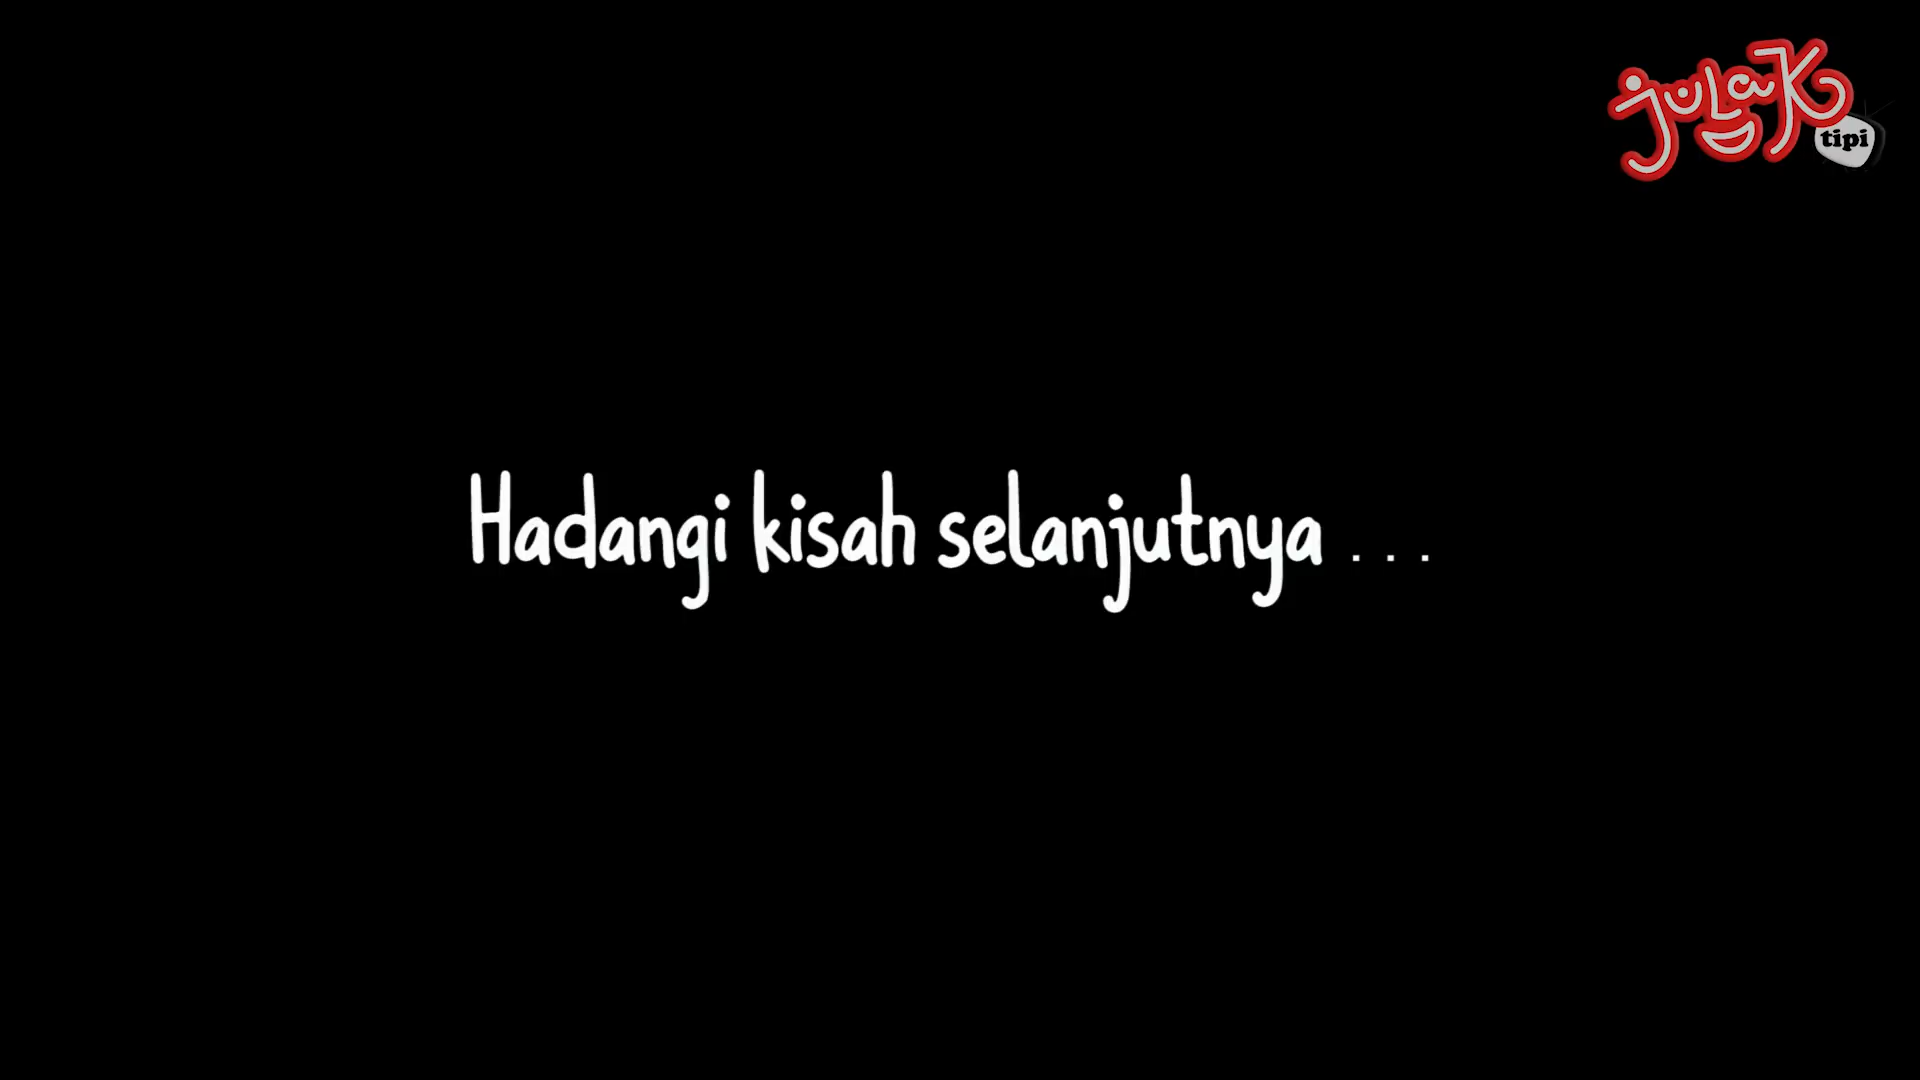 julak
tipi
Hadangi kisah selanjutnya . . .